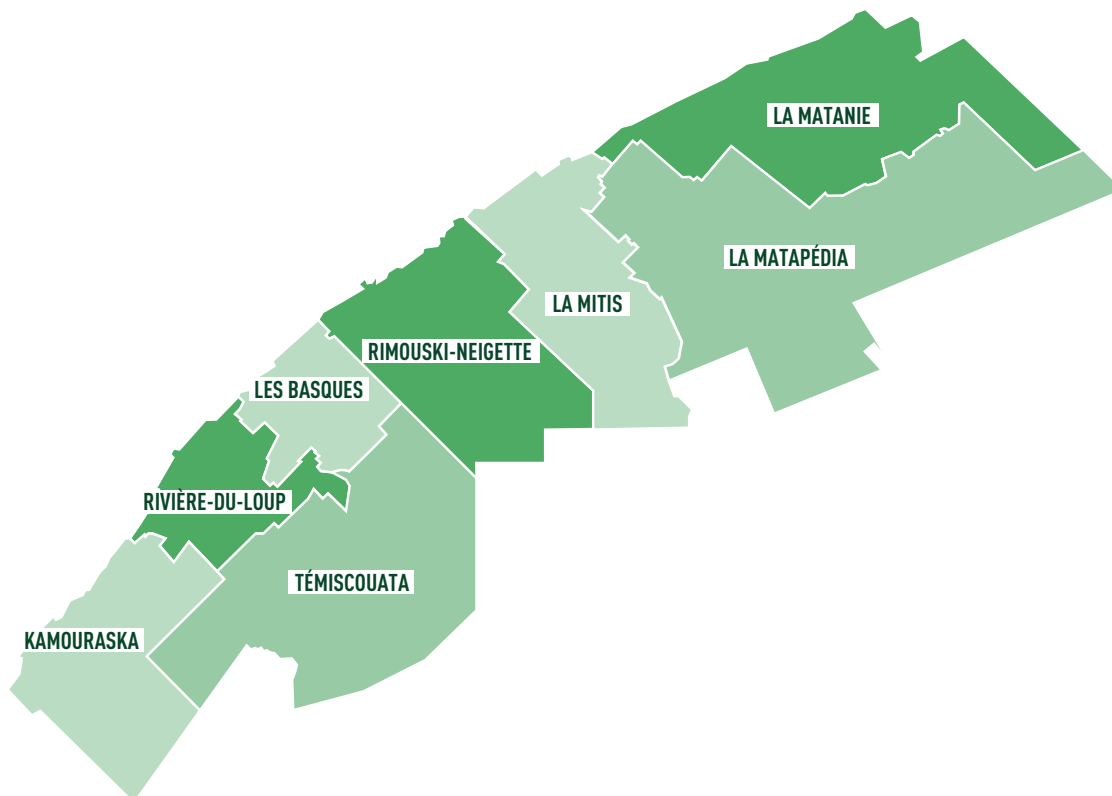 LA MATANIE
LA MATAPÉDIA
LA MITIS
RIMOUSKI-NEIGETTE
LES BASQUES
RIVIÈRE-DU-LOUP
TÉMISCOUATA
KAMOURASKA